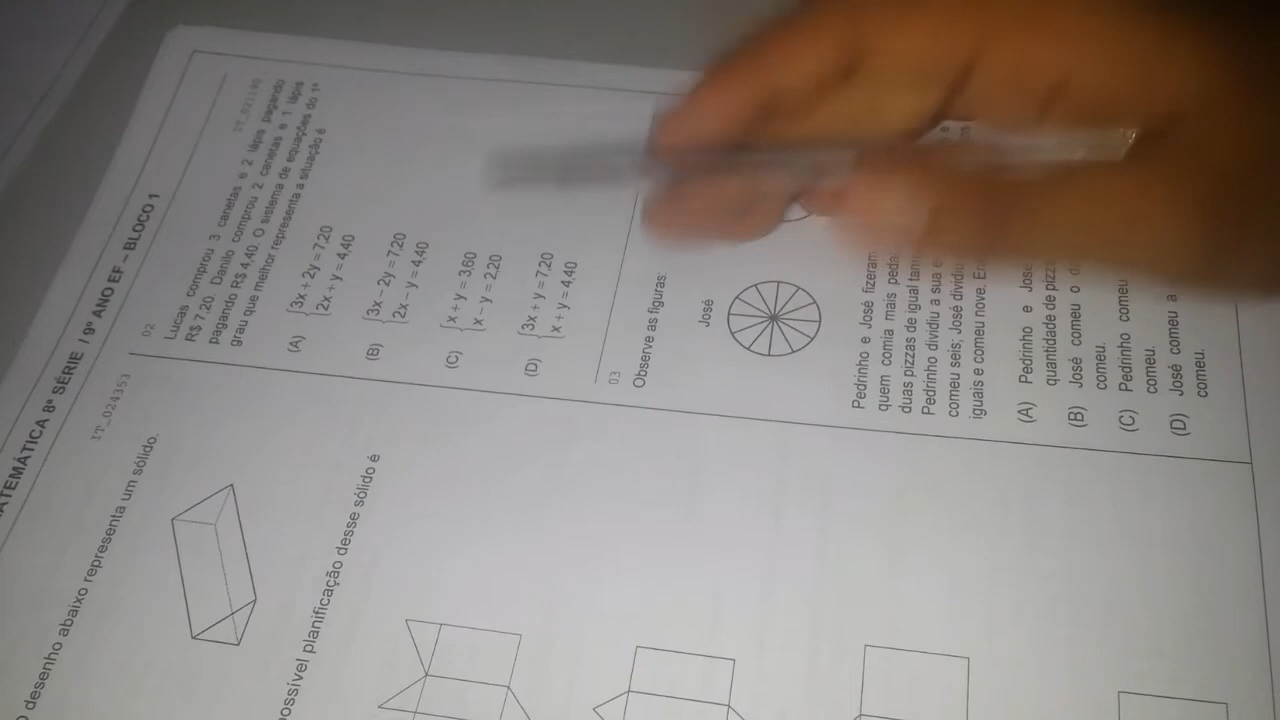 ATEMÁTICA 8ª SÉRIE / 9º ANO EF – BLOCO 1
IT_024353
O desenho abaixo representa um sólido.
possível planificação desse sólido é
02
Lucas comprou 3 canetas e 2 lápis pagando
R$ 7,20. Danilo comprou 2 canetas e 1 lápis
pagando R$ 4,40. O sistema de equações do 1º
grau que melhor representa a situação é
(A) 3x + 2y = 7,20
2x + y = 4,40
(B) 3x − 2y = 7,20
2x − y = 4,40
(C) x + y = 3,60
x − y = 2,20
(D) 3x + y = 7,20
x + y = 4,40
03
Observe as figuras:
José
Pedrinho e José fizeram
quem comia mais
duas pizzas de igual
Pedrinho dividiu a sua
comeu seis; José dividiu
iguais e comeu nove.
(A) Pedrinho e José
quantidade de
(B) José comeu o
comeu.
(C) Pedrinho comeu
comeu.
(D) José comeu a
comeu.